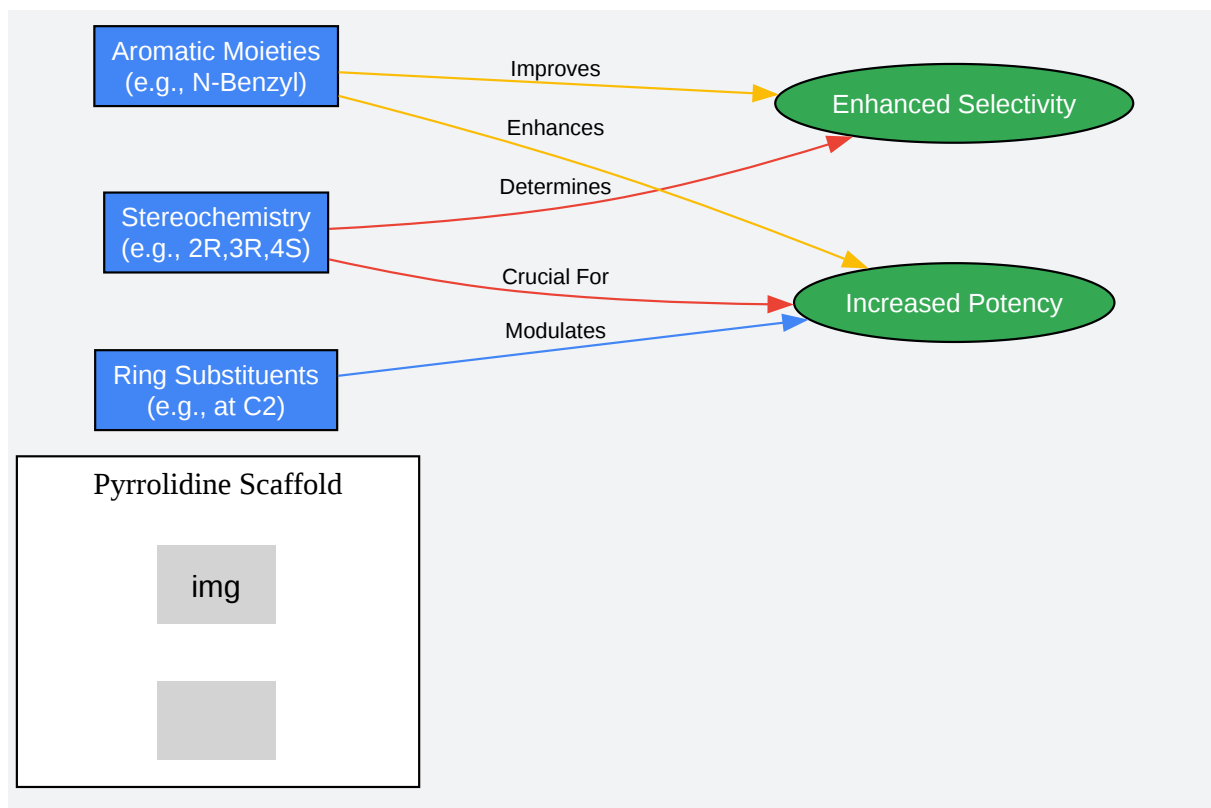 Aromatic Moieties
(e.g., N-Benzyl)
Improves
Enhanced Selectivity
Enhances
Determines
Stereochemistry
(e.g., 2R,3R,4S)
Crucial For
Increased Potency
Modulates
Ring Substituents
(e.g., at C2)
Pyrrolidine Scaffold
img